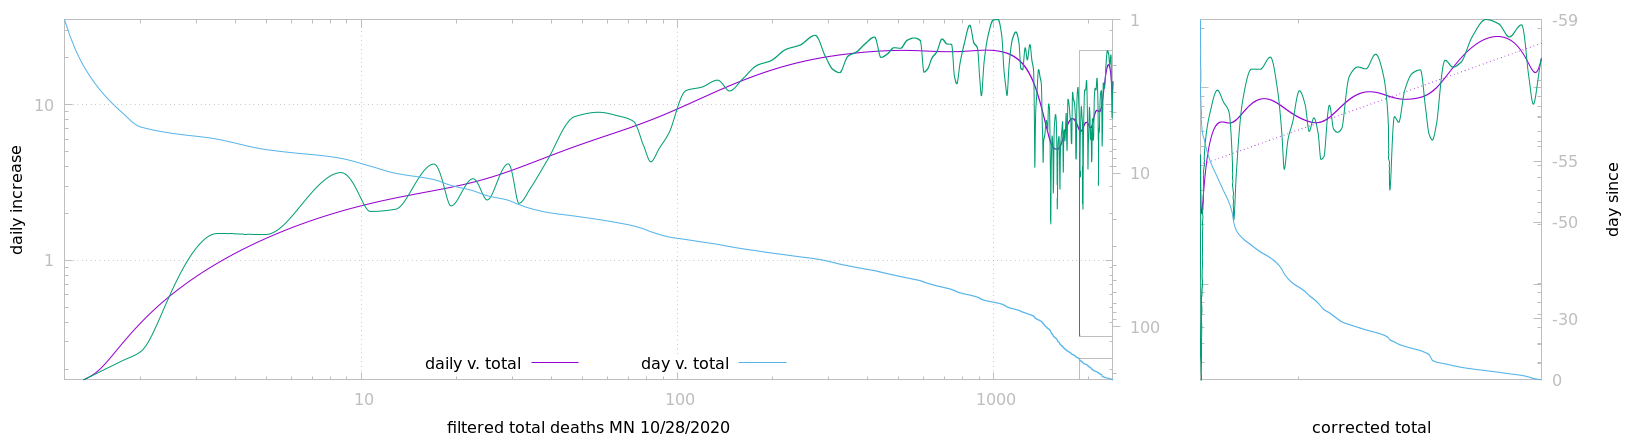 1
-59
10
daily increase
10
-55
-50
day since
1
100
-30
daily v. total
day v. total
0
10
100
1000
filtered total deaths MN 10/28/2020
corrected total